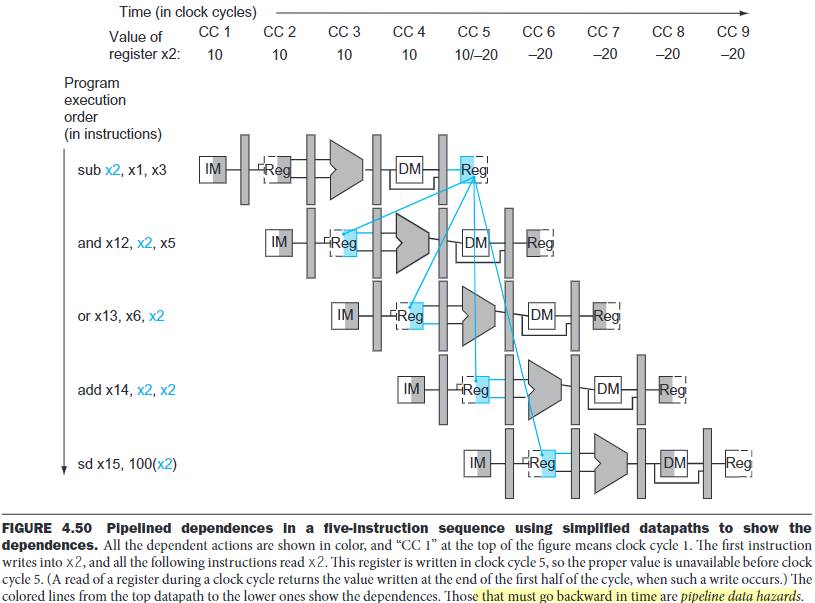 Time (in clock cycles)
Value of register x2:
CC 1 CC 2 CC 3 CC 4 CC 5 CC 6 CC 7 CC 8 CC 9
10 10 10 10 10/–20 –20 –20 –20 –20
Program
execution
order
(in instructions)
sub x2, x1, x3
IM Reg DM Reg
and x12, x2, x5
IM Reg DM Reg
or x13, x6, x2
IM Reg DM Reg
add x14, x2, x2
IM Reg DM Reg
sd x15, 100(x2)
IM Reg DM Reg
FIGURE 4.50 Pipelined dependences in a five-instruction sequence using simplified datapaths to show the
dependences. All the dependent actions are shown in color, and “CC 1” at the top of the figure means clock cycle 1. The first instruction
writes into x2, and all the following instructions read x2. This register is written in clock cycle 5, so the proper value is unavailable before clock
cycle 5. (A read of a register during a clock cycle returns the value written at the end of the first half of the cycle, when such a write occurs.) The
colored lines from the top datapath to the lower ones show the dependences. Those that must go backward in time are pipeline data hazards.